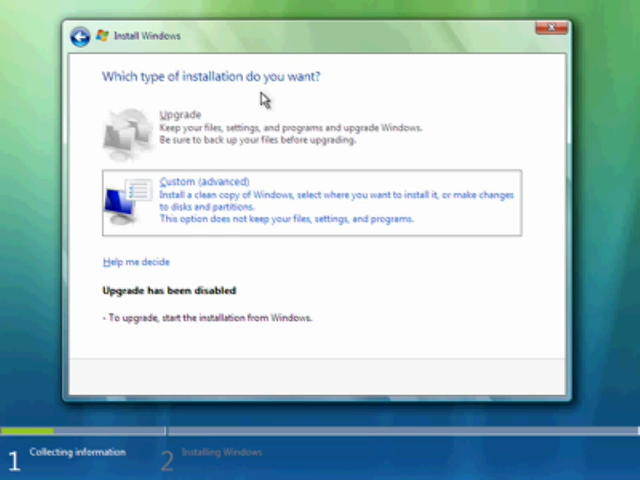 Install Windows
Which type of installation do you want?
Upgrade
Keep your files, settings, and programs and upgrade Windows.
Be sure to back up your files before upgrading.
Custom (advanced)
Install a clean copy of Windows, select where you want to install it, or make changes
to disks and partitions.
This option does not keep your files, settings, and programs.
Help me decide
Upgrade has been disabled
- To upgrade, start the installation from Windows.
1 Collecting information
2 Installing Windows